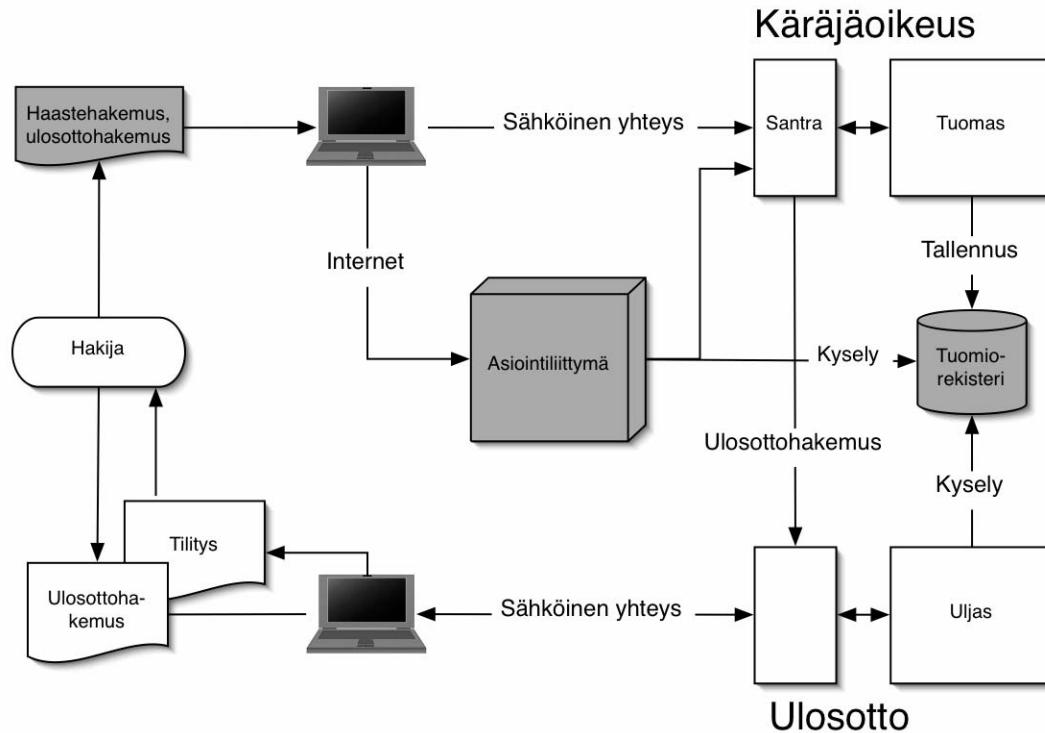 Käräjäoikeus
Haastehakemus,
ulosottohakemus
Sähköinen yhteys
Santra
Tuomas
Internet
Tallennus
Hakija
Asiointiliittymä
Kysely
Tuomio-
rekisteri
Ulosottohakemus
Kysely
Tilitys
Ulosottoha-
kemus
Sähköinen yhteys
Uljas
Ulosotto